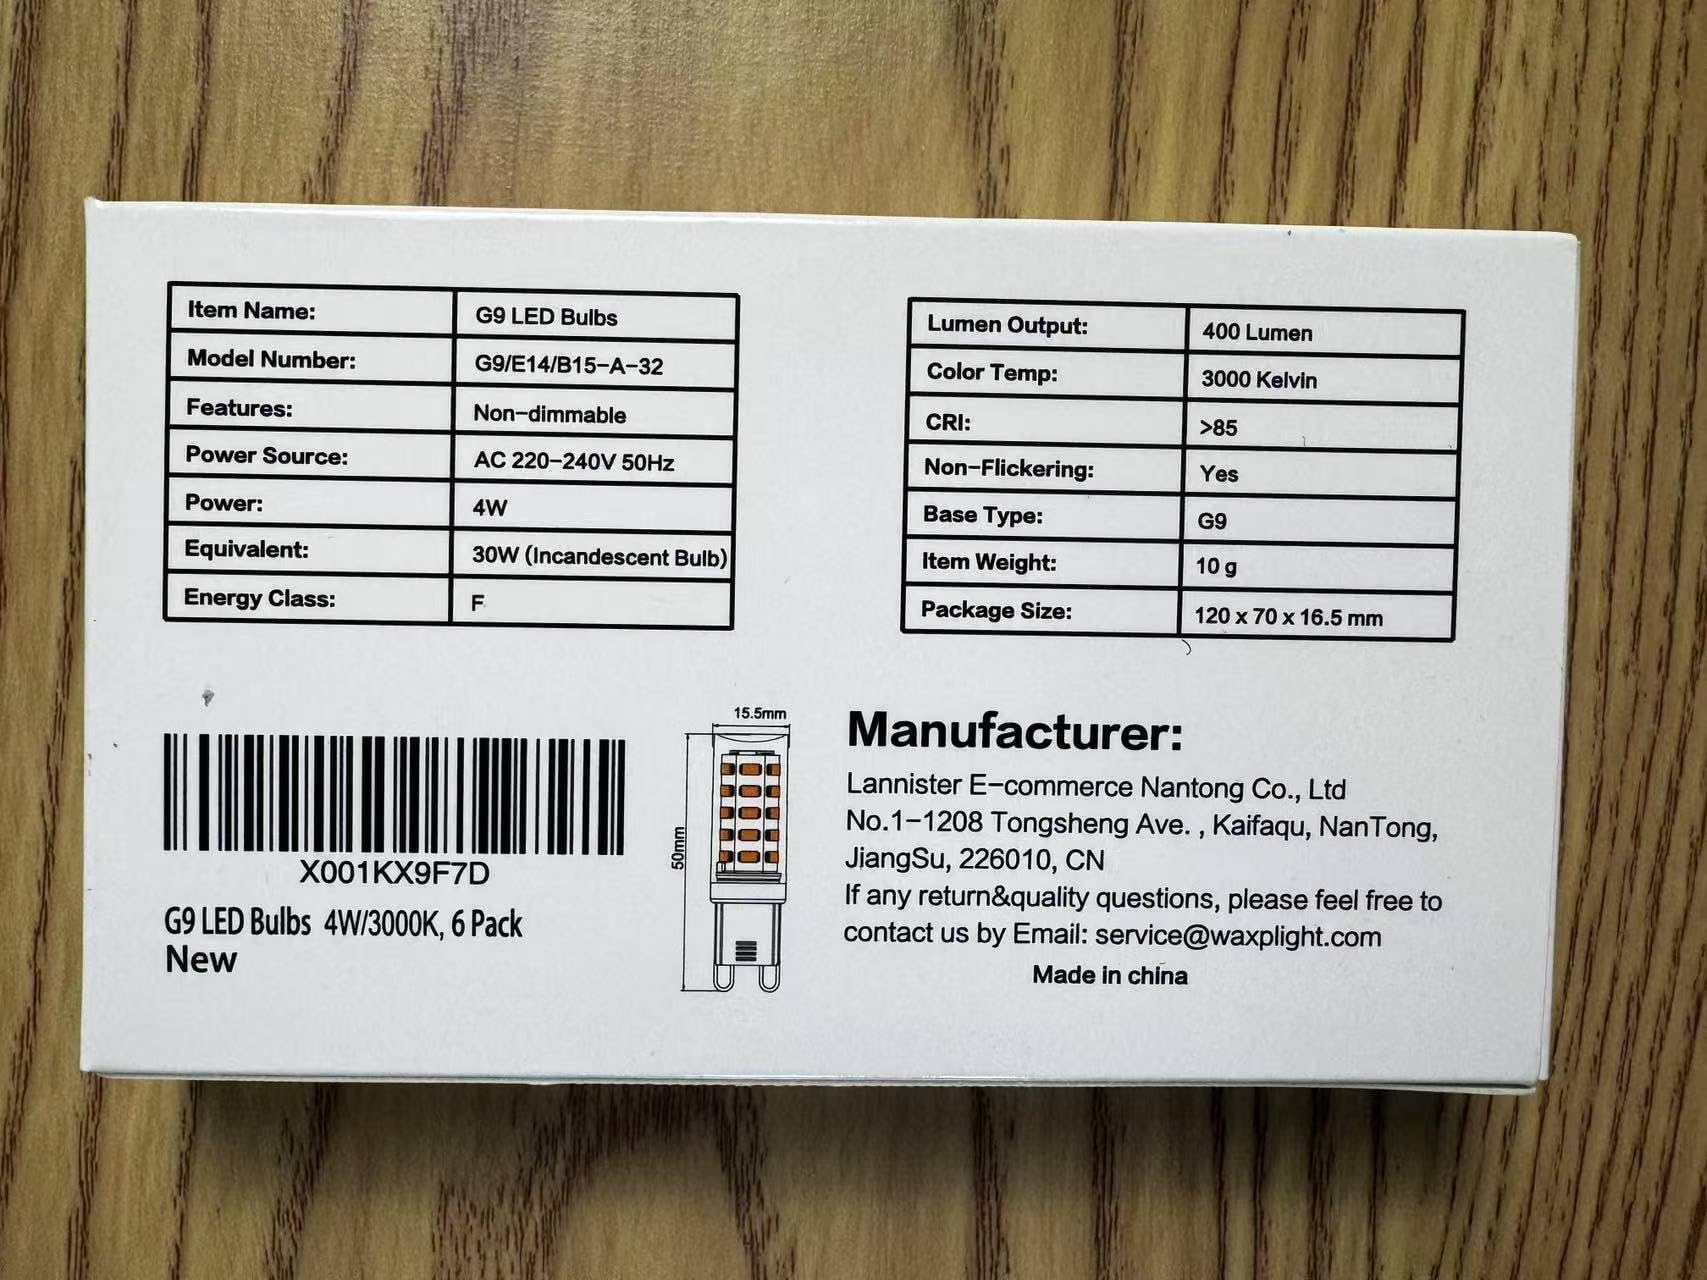 Item Name: G9 LED Bulbs
Model Number: G9/E14/B15-A-32
Features: Non-dimmable
Power Source: AC 220-240V 50Hz
Power: 4W
Equivalent: 30W (Incandescent Bulb)
Energy Class: F
Lumen Output: 400 Lumen
Color Temp: 3000 Kelvin
CRI: >85
Non-Flickering: Yes
Base Type: G9
Item Weight: 10 g
Package Size: 120 x 70 x 16.5 mm
X001KX9F7D
G9 LED Bulbs 4W/3000K, 6 Pack
New
15.5mm
50mm
Manufacturer:
Lannister E-commerce Nantong Co., Ltd
No.1-1208 Tongsheng Ave. , Kaifaqu, NanTong,
JiangSu, 226010, CN
If any return&quality questions, please feel free to
contact us by Email: service@waxplight.com
Made in china